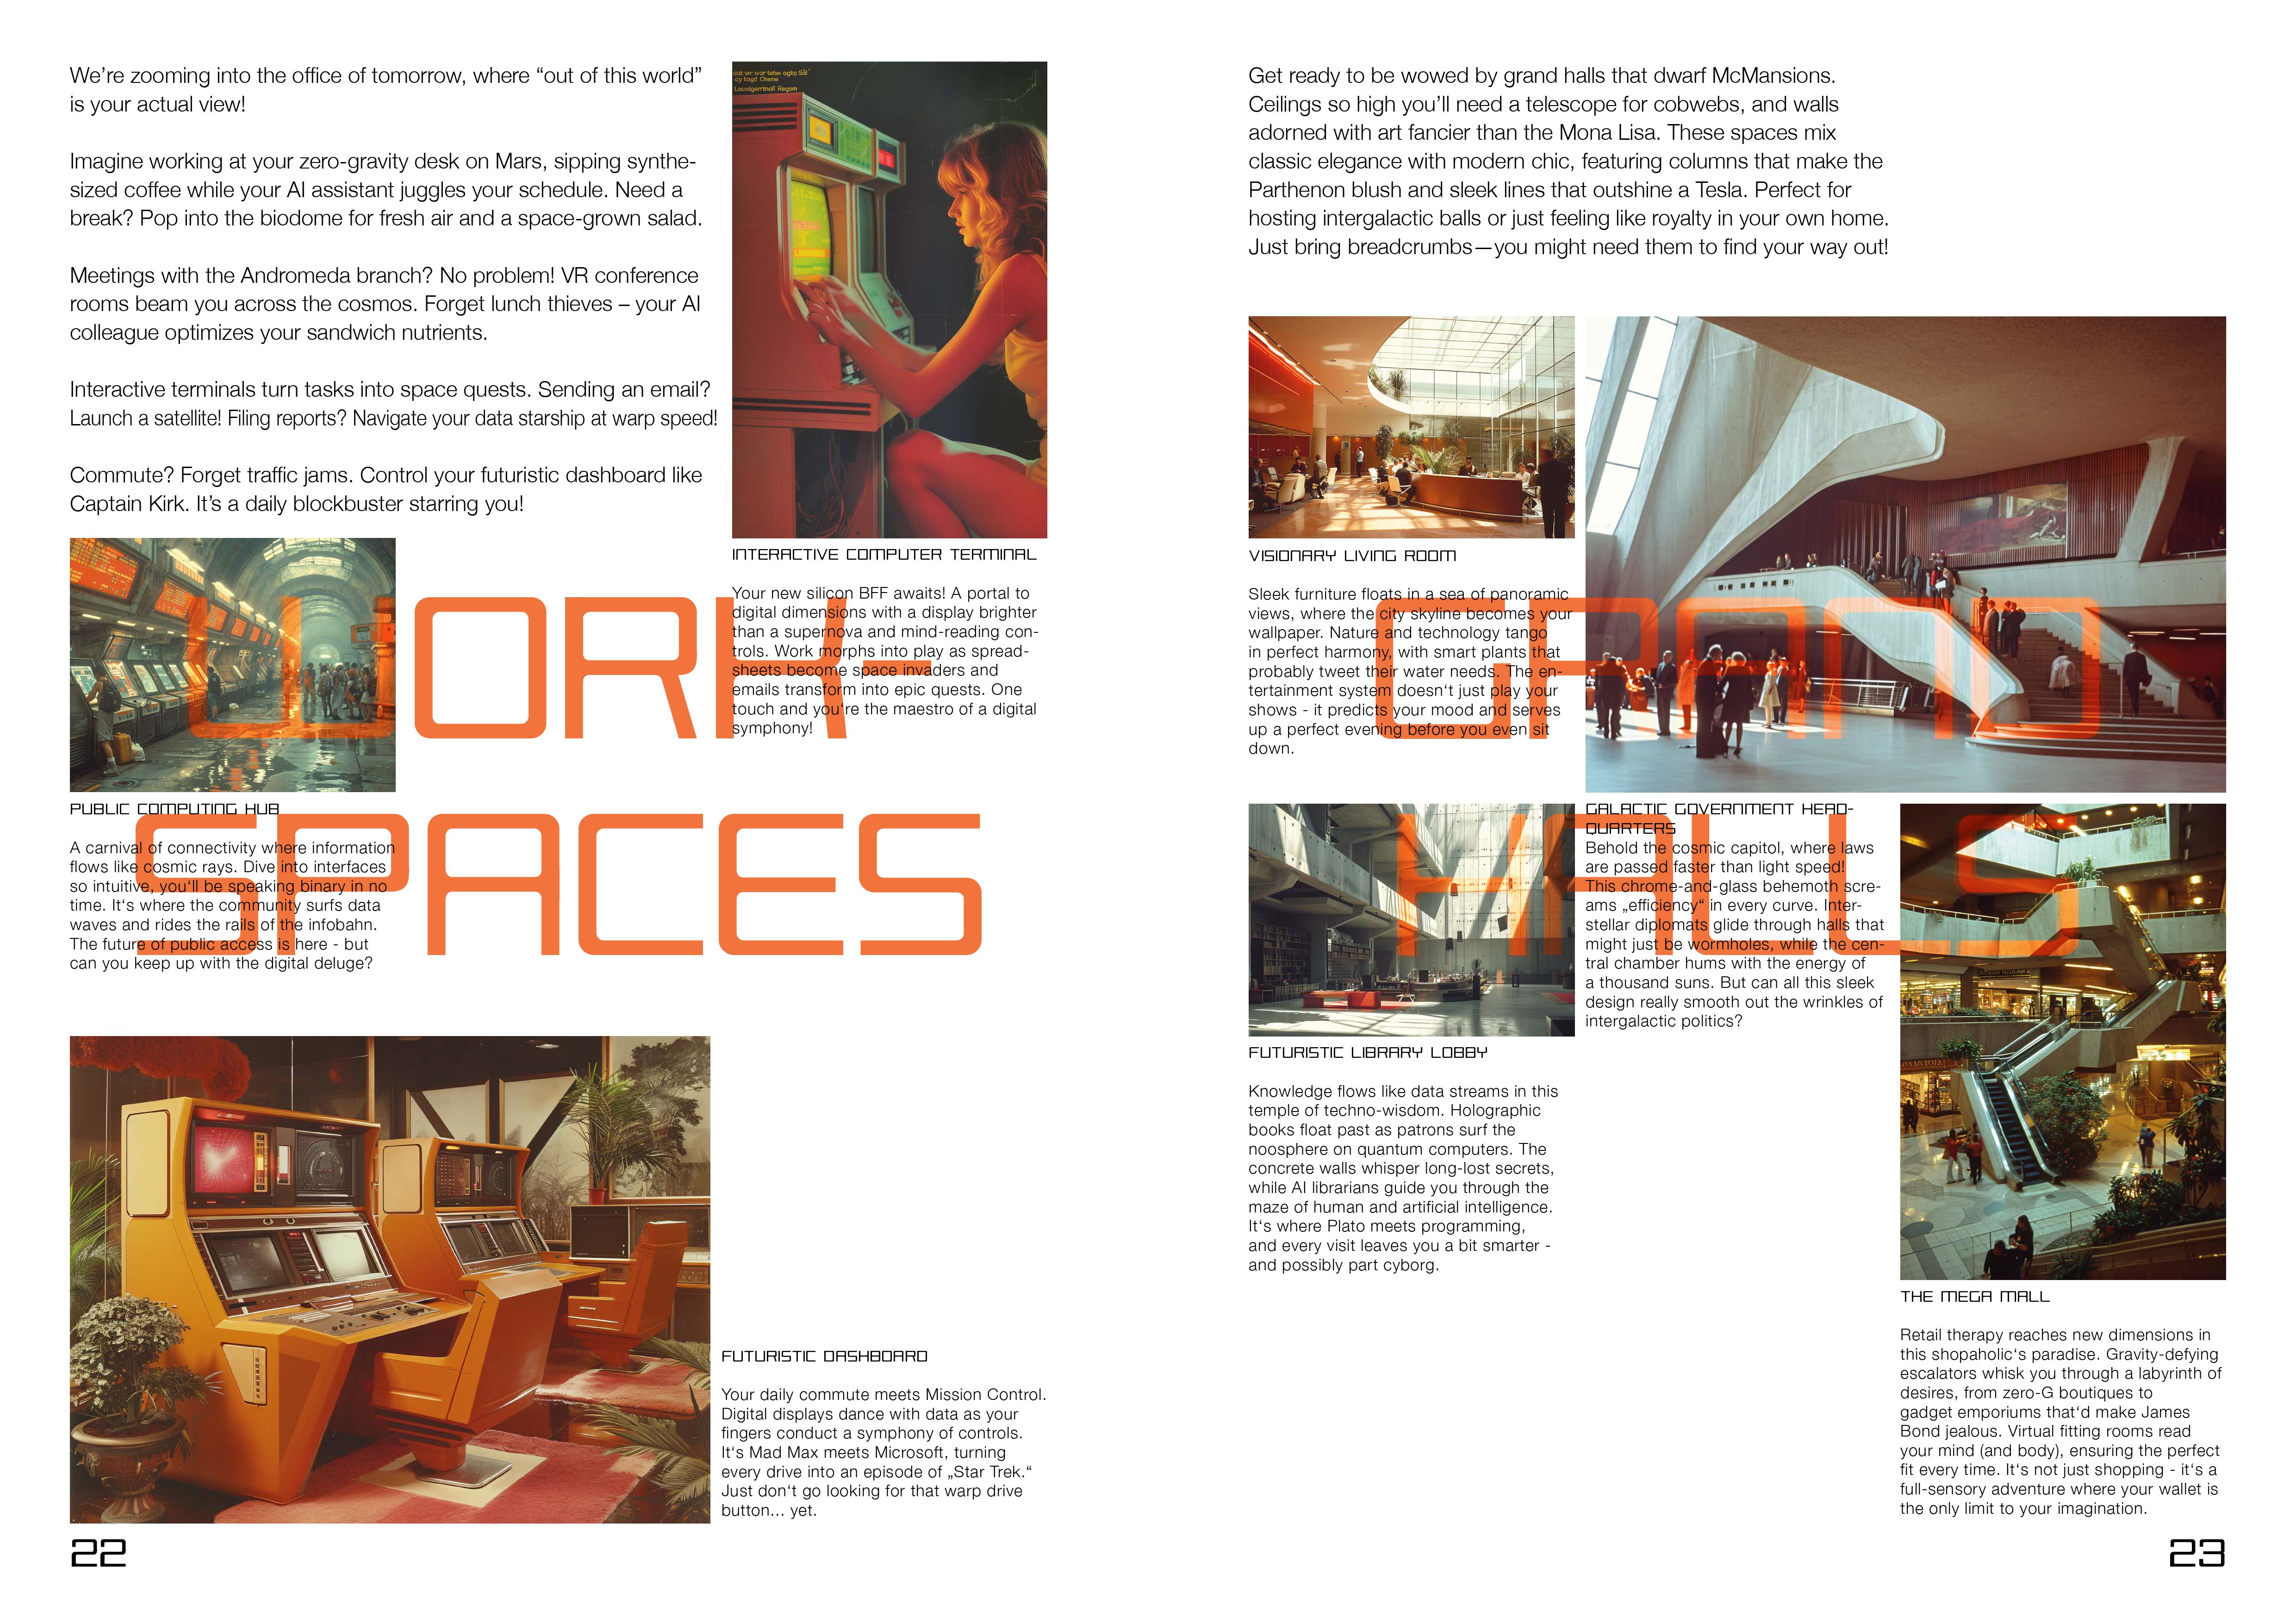 We’re zooming into the office of tomorrow, where “out of this world”
is your actual view!
Imagine working at your zero-gravity desk on Mars, sipping synthe-
sized coffee while your AI assistant juggles your schedule. Need a
break? Pop into the biodome for fresh air and a space-grown salad.
Meetings with the Andromeda branch? No problem! VR conference
rooms beam you across the cosmos. Forget lunch thieves – your AI
colleague optimizes your sandwich nutrients.
Interactive terminals turn tasks into space quests. Sending an email?
Launch a satellite! Filing reports? Navigate your data starship at warp speed!
Commute? Forget traffic jams. Control your futuristic dashboard like
Captain Kirk. It’s a daily blockbuster starring you!
WORK
SPACES
INTERACTIVE COMPUTER TERMINAL
Your new silicon BFF awaits! A portal to
digital dimensions with a display brighter
than a supernova and mind-reading con-
trols. Work morphs into play as spread-
sheets become space invaders and
emails transform into epic quests. One
touch and you‘re the maestro of a digital
symphony!
PUBLIC COMPUTING HUB
A carnival of connectivity where information
flows like cosmic rays. Dive into interfaces
so intuitive, you‘ll be speaking binary in no
time. It‘s where the community surfs data
waves and rides the rails of the infobahn.
The future of public access is here - but
can you keep up with the digital deluge?
FUTURISTIC DASHBOARD
Your daily commute meets Mission Control.
Digital displays dance with data as your
fingers conduct a symphony of controls.
It‘s Mad Max meets Microsoft, turning
every drive into an episode of „Star Trek.“
Just don‘t go looking for that warp drive
button... yet.
22
Get ready to be wowed by grand halls that dwarf McMansions.
Ceilings so high you’ll need a telescope for cobwebs, and walls
adorned with art fancier than the Mona Lisa. These spaces mix
classic elegance with modern chic, featuring columns that make the
Parthenon blush and sleek lines that outshine a Tesla. Perfect for
hosting intergalactic balls or just feeling like royalty in your own home.
Just bring breadcrumbs—you might need them to find your way out!
GRAND
HALLS
VISIONARY LIVING ROOM
Sleek furniture floats in a sea of panoramic
views, where the city skyline becomes your
wallpaper. Nature and technology tango
in perfect harmony, with smart plants that
probably tweet their water needs. The en-
tertainment system doesn‘t just play your
shows - it predicts your mood and serves
up a perfect evening before you even sit
down.
GALACTIC GOVERNMENT HEAD-
QUARTERS
Behold the cosmic capitol, where laws
are passed faster than light speed!
This chrome-and-glass behemoth scre-
ams „efficiency“ in every curve. Inter-
stellar diplomats glide through halls that
might just be wormholes, while the cen-
tral chamber hums with the energy of
a thousand suns. But can all this sleek
design really smooth out the wrinkles of
intergalactic politics?
FUTURISTIC LIBRARY LOBBY
Knowledge flows like data streams in this
temple of techno-wisdom. Holographic
books float past as patrons surf the
noosphere on quantum computers. The
concrete walls whisper long-lost secrets,
while AI librarians guide you through the
maze of human and artificial intelligence.
It‘s where Plato meets programming,
and every visit leaves you a bit smarter -
and possibly part cyborg.
THE MEGA MALL
Retail therapy reaches new dimensions in
this shopaholic‘s paradise. Gravity-defying
escalators whisk you through a labyrinth of
desires, from zero-G boutiques to
gadget emporiums that‘d make James
Bond jealous. Virtual fitting rooms read
your mind (and body), ensuring the perfect
fit every time. It‘s not just shopping - it‘s a
full-sensory adventure where your wallet is
the only limit to your imagination.
23